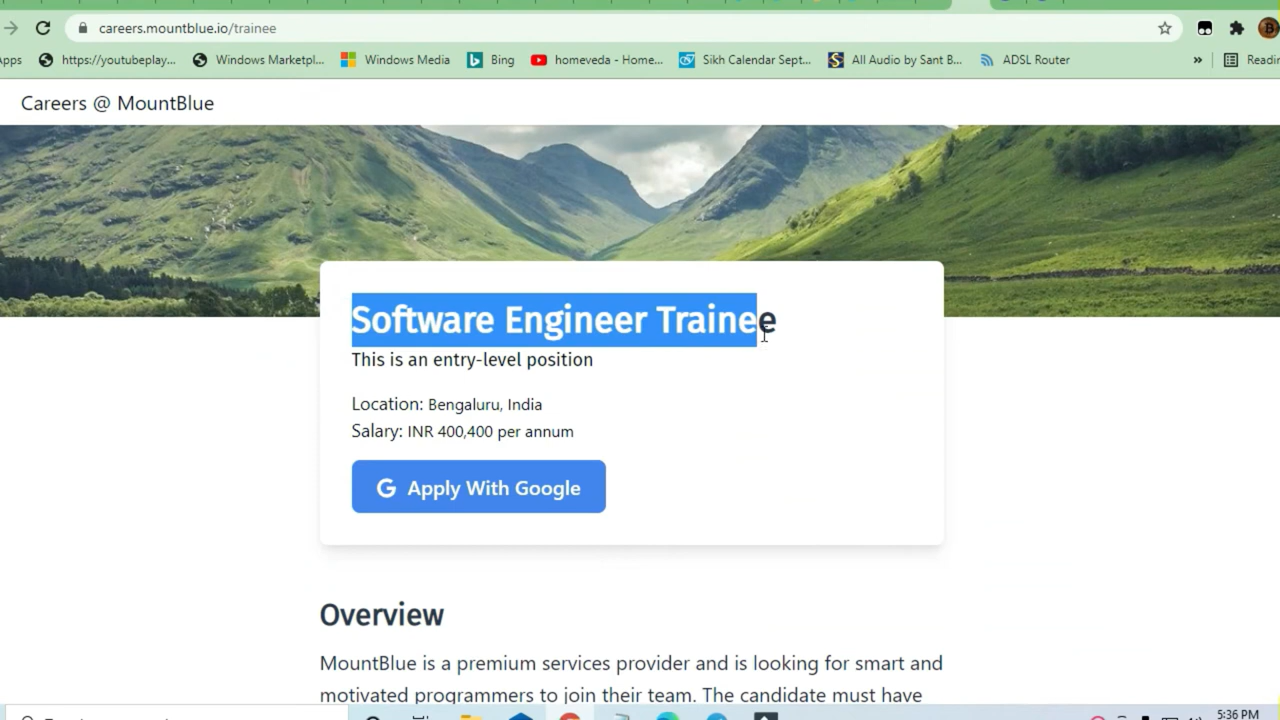 careers.mountblue.io/trainee
Apps https://youtubeplay... Windows Marketpl... Windows Media Bing homeveda - Home... Sikh Calendar Sept... All Audio by Sant B... ADSL Router »
Careers @ MountBlue
Software Engineer Trainee
This is an entry-level position
Location: Bengaluru, India
Salary: INR 400,400 per annum
G Apply With Google
Overview
MountBlue is a premium services provider and is looking for smart and
motivated programmers to join their team. The candidate must have
5:36 PM